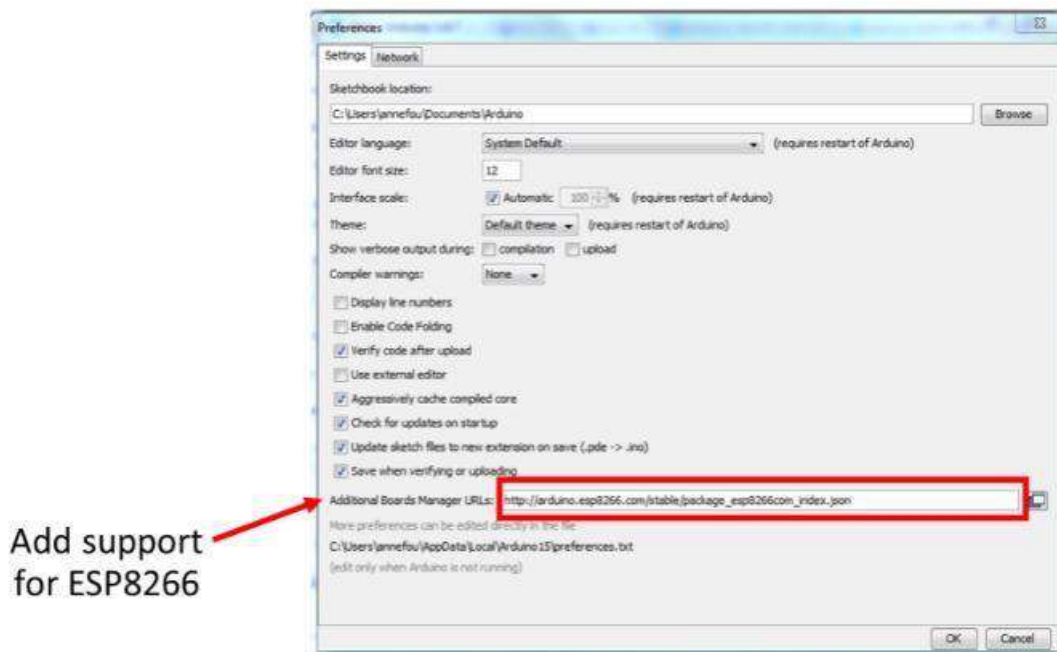 Preferences
Settings Network
Sketchbook location:
C:\Users\annefou\Documents\Arduino Browse
Editor language: System Default (requires restart of Arduino)
Editor font size: 12
Interface scale: Automatic 100 % (requires restart of Arduino)
Theme: Default theme (requires restart of Arduino)
Show verbose output during: compilation upload
Compiler warnings: None
Display line numbers
Enable Code Folding
Verify code after upload
Use external editor
Aggressively cache compiled core
Check for updates on startup
Update sketch files to new extension on save (.pde -> .ino)
Save when verifying or uploading
Additional Boards Manager URLs: http://arduino.esp8266.com/stable/package_esp8266com_index.json
More preferences can be edited directly in the file
C:\Users\annefou\AppData\Local\Arduino15\preferences.txt
(edit only when Arduino is not running)
OK Cancel
Add support
for ESP8266